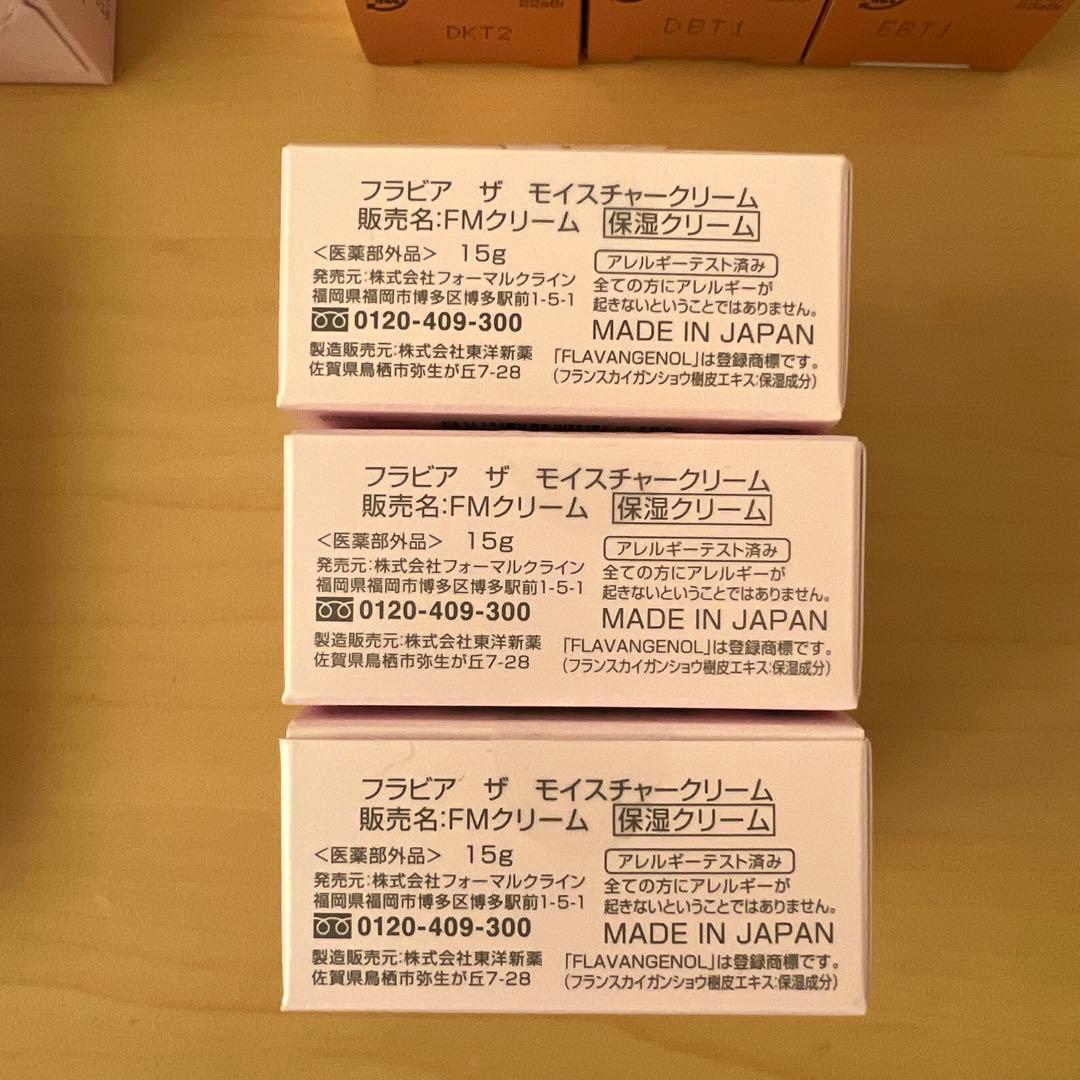 DKT2
DBT1
EBT1
フラビア ザ モイスチャークリーム
販売名:FMクリーム 保湿クリーム
<医薬部外品> 15g
発売元:株式会社フォーマルクライン
福岡県福岡市博多区博多駅前1-5-1
0120-409-300
製造販売元:株式会社東洋新薬
佐賀県鳥栖市弥生が丘7-28
アレルギーテスト済み
全ての方にアレルギーが
起きないということではありません。
MADE IN JAPAN
「FLAVANGENOL」は登録商標です。
(フランスカイガンショウ樹皮エキス:保湿成分)
フラビア ザ モイスチャークリーム
販売名:FMクリーム 保湿クリーム
<医薬部外品> 15g
発売元:株式会社フォーマルクライン
福岡県福岡市博多区博多駅前1-5-1
0120-409-300
製造販売元:株式会社東洋新薬
佐賀県鳥栖市弥生が丘7-28
アレルギーテスト済み
全ての方にアレルギーが
起きないということではありません。
MADE IN JAPAN
「FLAVANGENOL」は登録商標です。
(フランスカイガンショウ樹皮エキス:保湿成分)
フラビア ザ モイスチャークリーム
販売名:FMクリーム 保湿クリーム
<医薬部外品> 15g
発売元:株式会社フォーマルクライン
福岡県福岡市博多区博多駅前1-5-1
0120-409-300
製造販売元:株式会社東洋新薬
佐賀県鳥栖市弥生が丘7-28
アレルギーテスト済み
全ての方にアレルギーが
起きないということではありません。
MADE IN JAPAN
「FLAVANGENOL」は登録商標です。
(フランスカイガンショウ樹皮エキス:保湿成分)